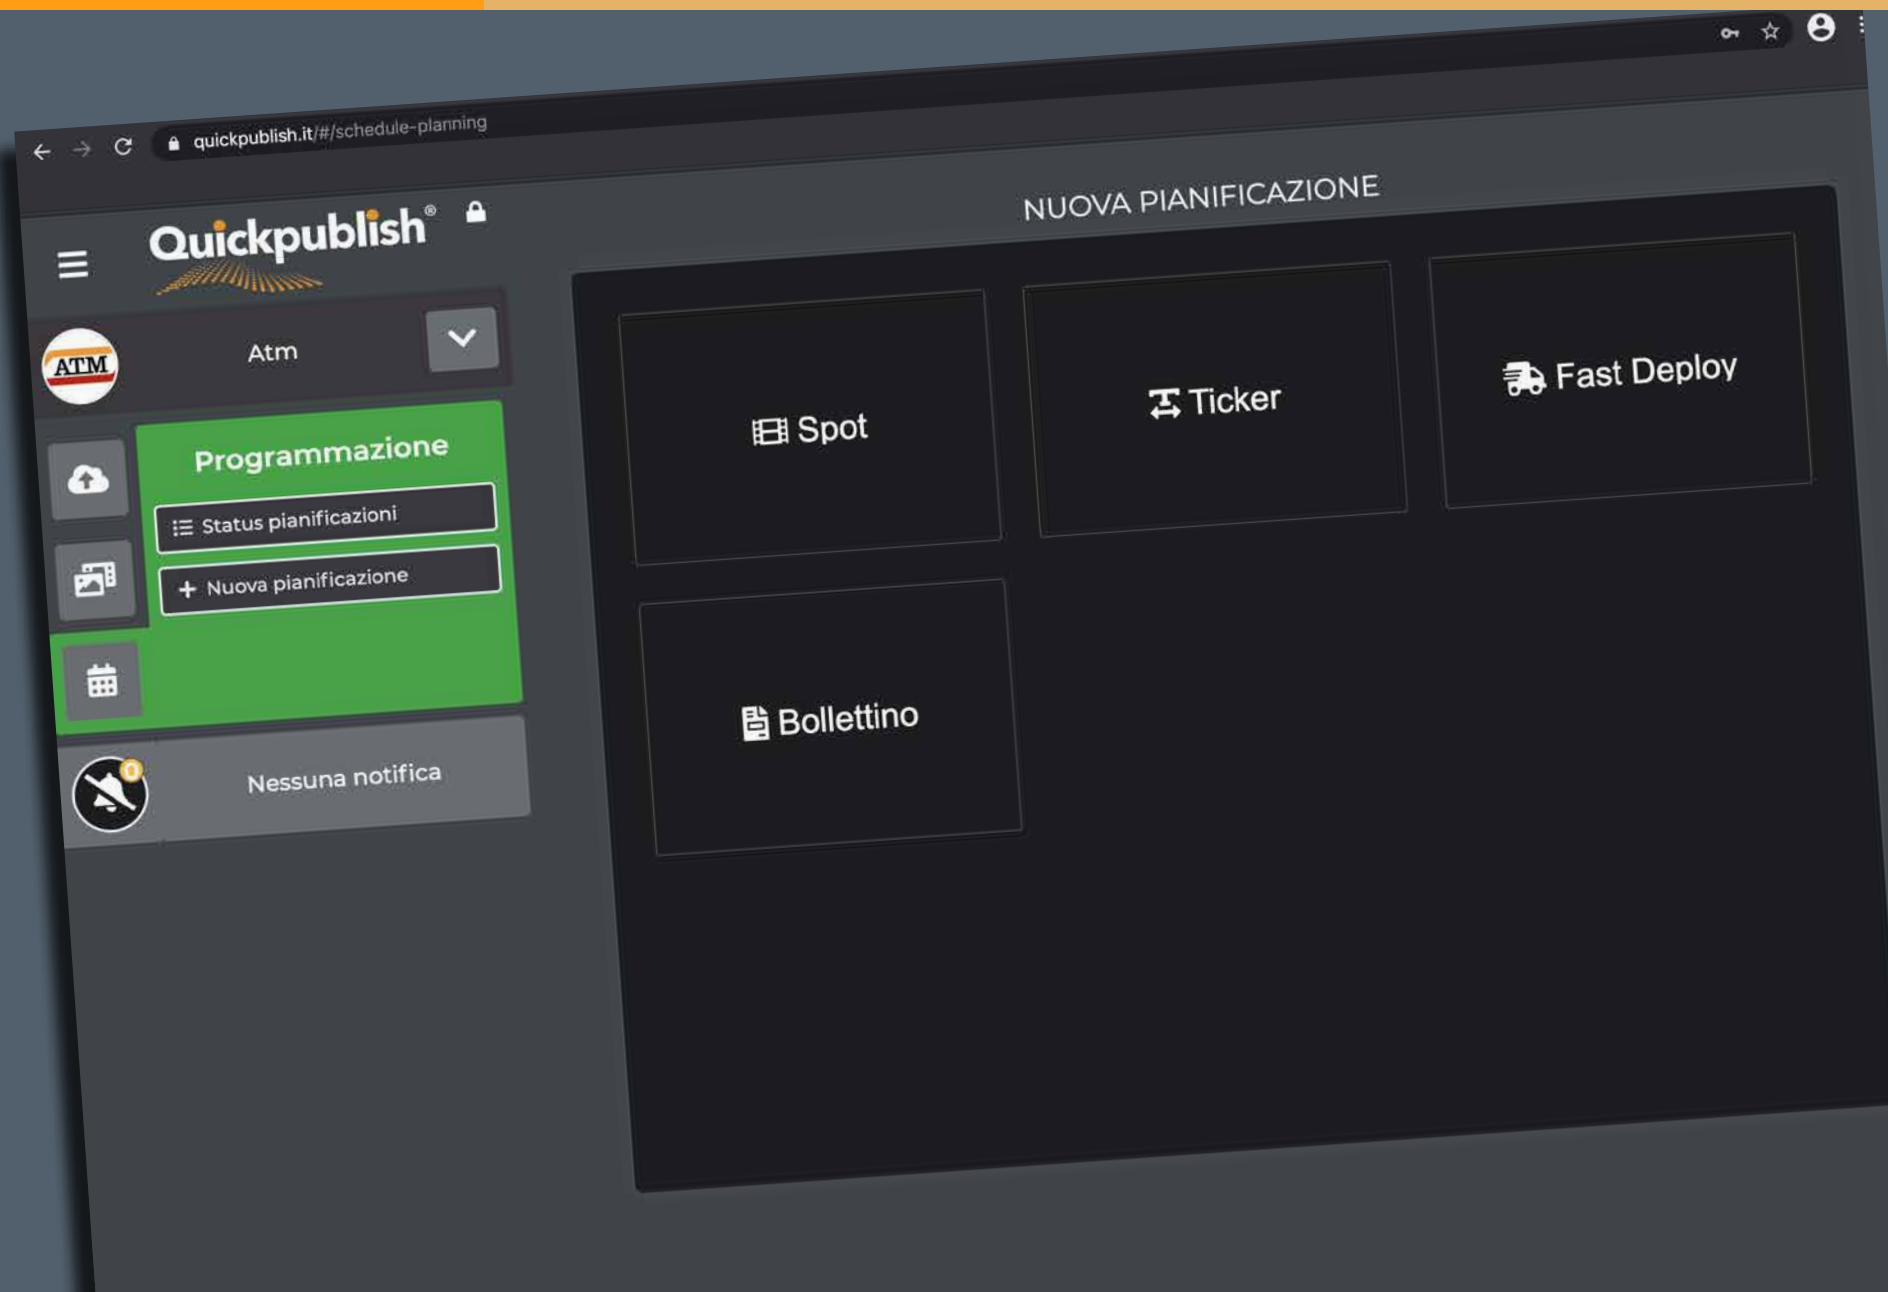 quickpublish.it/#/schedule-planning
Quickpublish®
NUOVA PIANIFICAZIONE
ATM
Atm
Programmazione
Status pianificazioni
Nuova pianificazione
0
Nessuna notifica
Spot
Ticker
Fast Deploy
Bollettino